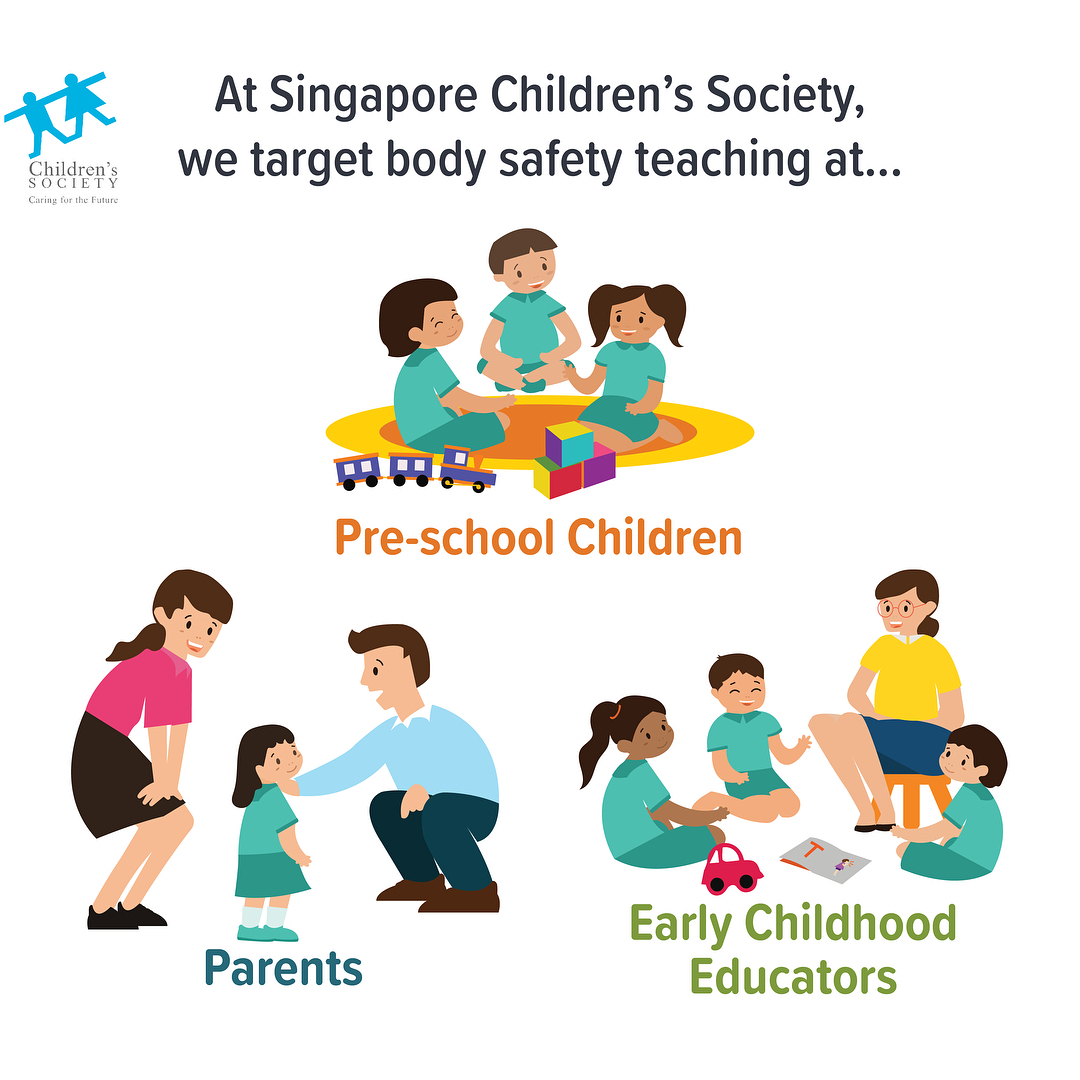 At Singapore Children’s Society,
we target body safety teaching at...
Children's
SOCIETY
Caring for the Future
Pre-school Children
Parents
T
Early Childhood
Educators